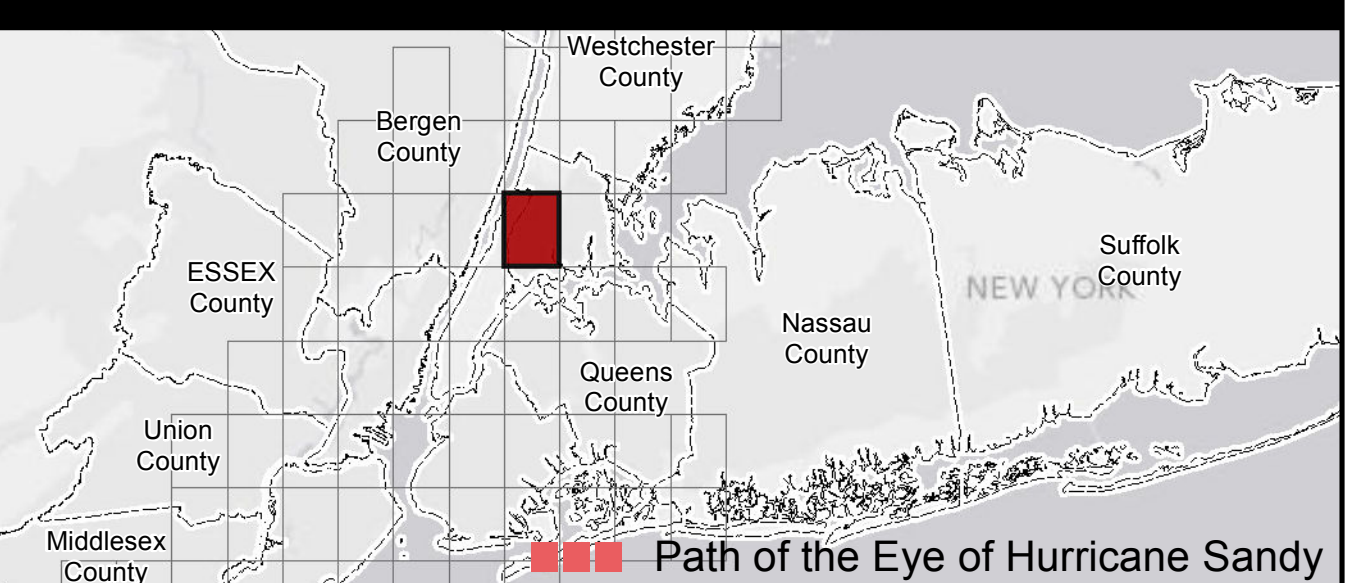 Westchester
County
Bergen
County
ESSEX
County
Suffolk
County
NEW YORK
Nassau
County
Queens
County
Union
County
Middlesex
County
Path of the Eye of Hurricane Sandy